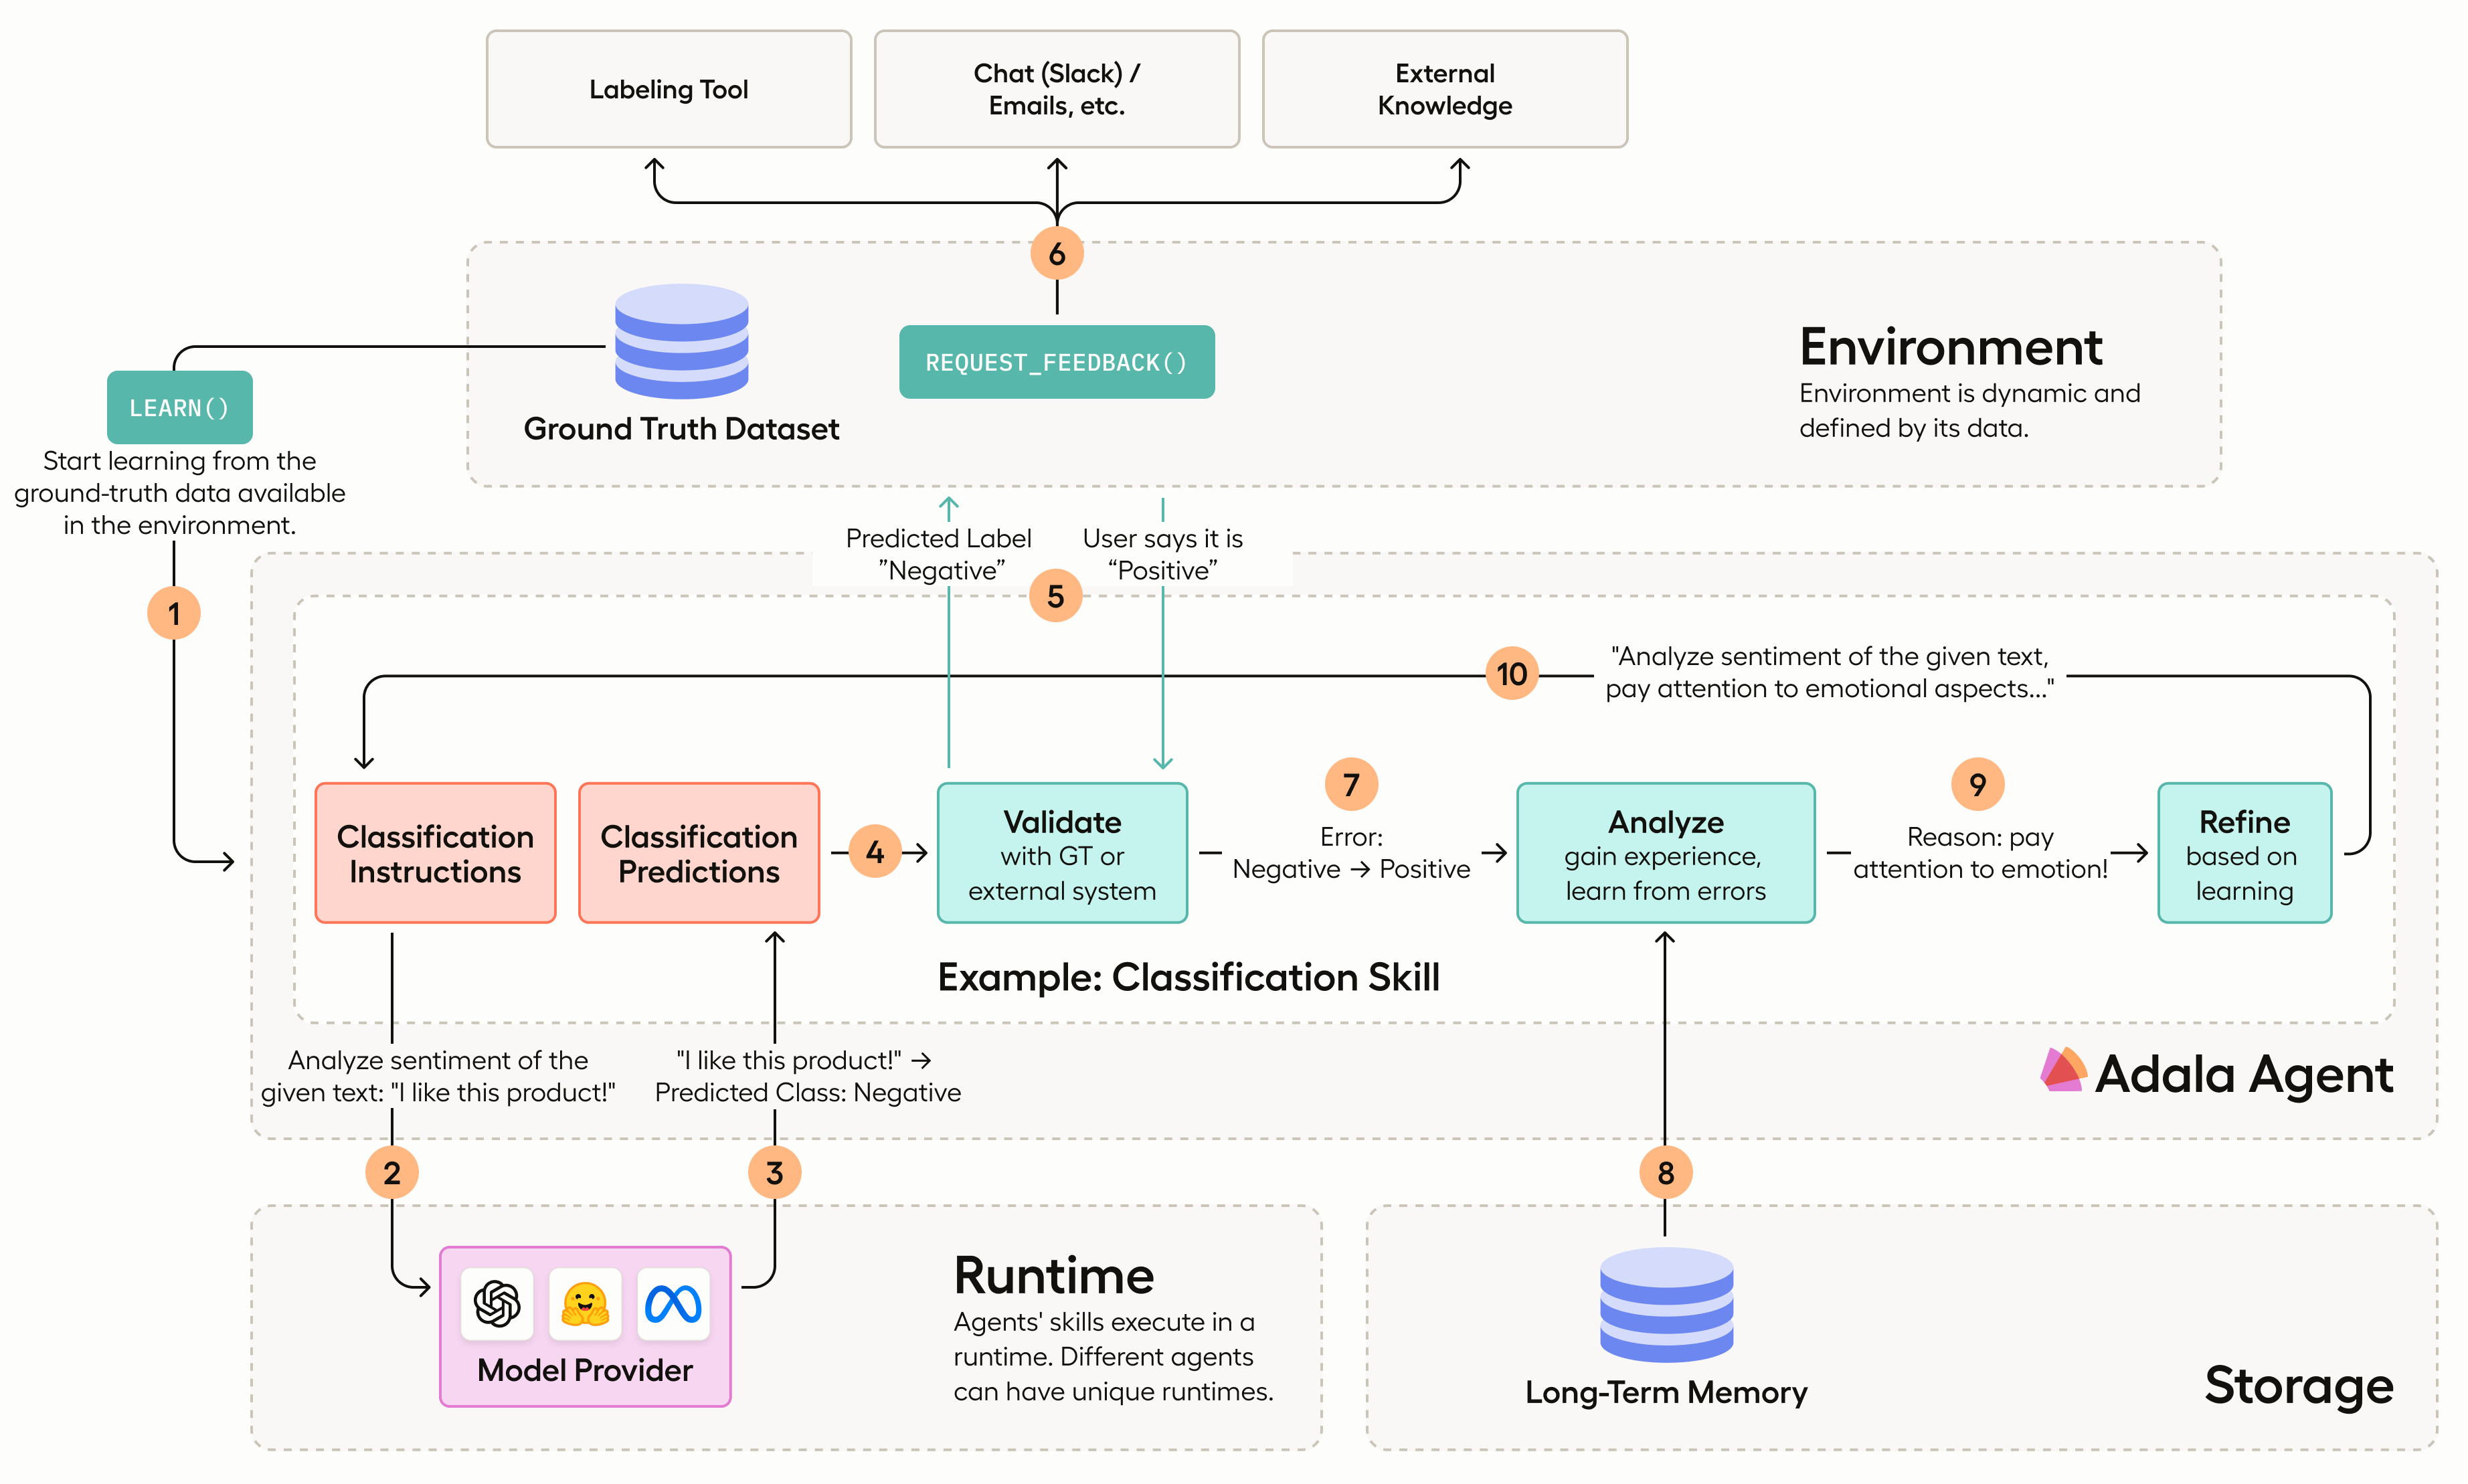 Labeling Tool
Chat (Slack) /
Emails, etc.
External
Knowledge
6
Ground Truth Dataset
REQUEST_FEEDBACK()
Environment
Environment is dynamic and
defined by its data.
LEARN()
Start learning from the
ground-truth data available
in the environment.
1
Predicted Label
”Negative”
User says it is
“Positive”
5
10
"Analyze sentiment of the given text,
pay attention to emotional aspects..."
Classification
Instructions
Classification
Predictions
4
Validate
with GT or
external system
7
Error:
Negative → Positive
Analyze
gain experience,
learn from errors
9
Reason: pay
attention to emotion!
Refine
based on
learning
Example: Classification Skill
Analyze sentiment of the
given text: "I like this product!"
"I like this product!" →
Predicted Class: Negative
Adala Agent
2
3
8
Model Provider
Runtime
Agents' skills execute in a
runtime. Different agents
can have unique runtimes.
Long-Term Memory
Storage